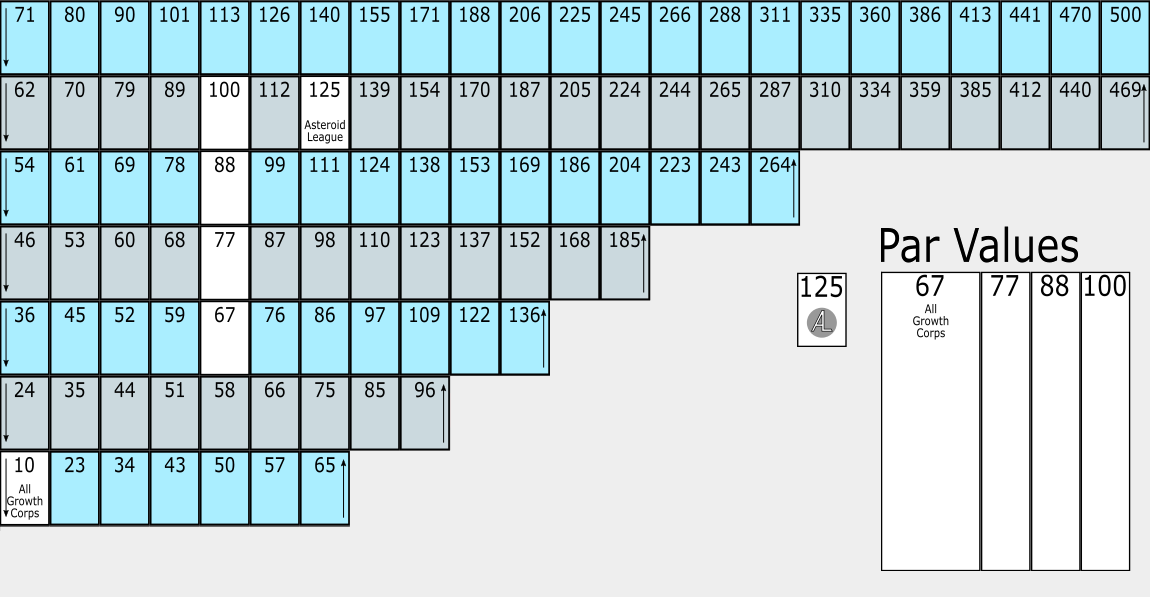 71 80 90 101 113 126 140 155 171 188 206 225 245 266 288 311 335 360 386 413 441 470 500
62 70 79 89 100 112 125 139 154 170 187 205 224 244 265 287 310 334 359 385 412 440 469
Asteroid
League
54 61 69 78 88 99 111 124 138 153 169 186 204 223 243 264
46 53 60 68 77 87 98 110 123 137 152 168 185
36 45 52 59 67 76 86 97 109 122 136
24 35 44 51 58 66 75 85 96
10 23 34 43 50 57 65
All
Growth
Corps
Par Values
125
AL
67 77 88 100
All
Growth
Corps